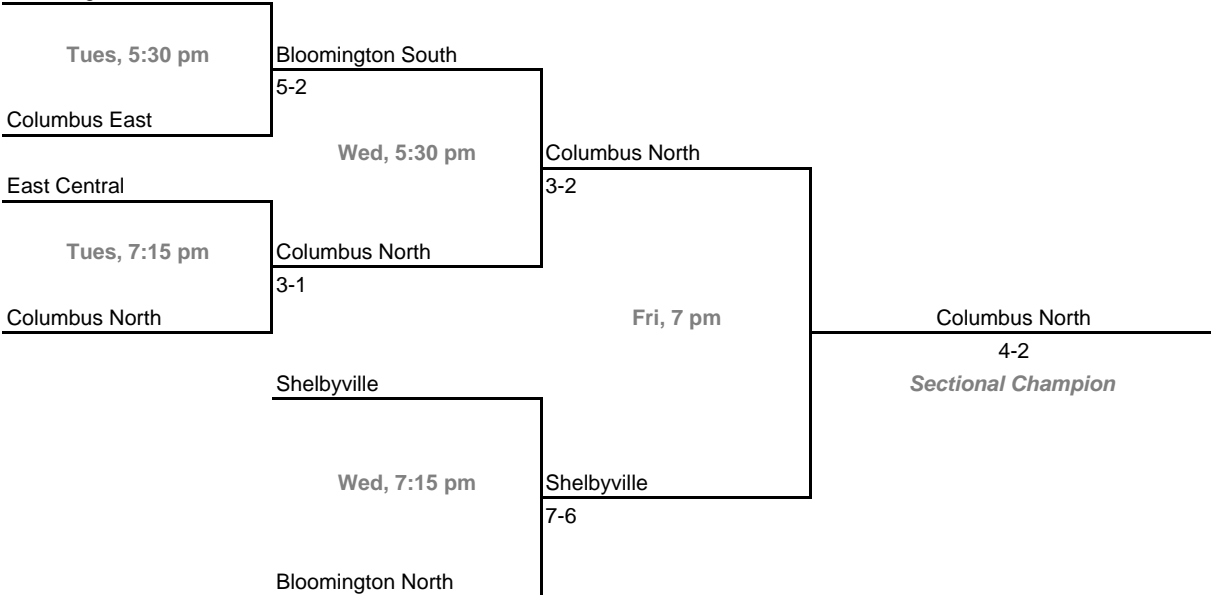 Tues, 5:30 pm
Bloomington South
5-2
Columbus East
Wed, 5:30 pm
Columbus North
3-2
East Central
Tues, 7:15 pm
Columbus North
3-1
Columbus North
Fri, 7 pm
Columbus North
4-2
Sectional Champion
Shelbyville
Wed, 7:15 pm
Shelbyville
7-6
Bloomington North